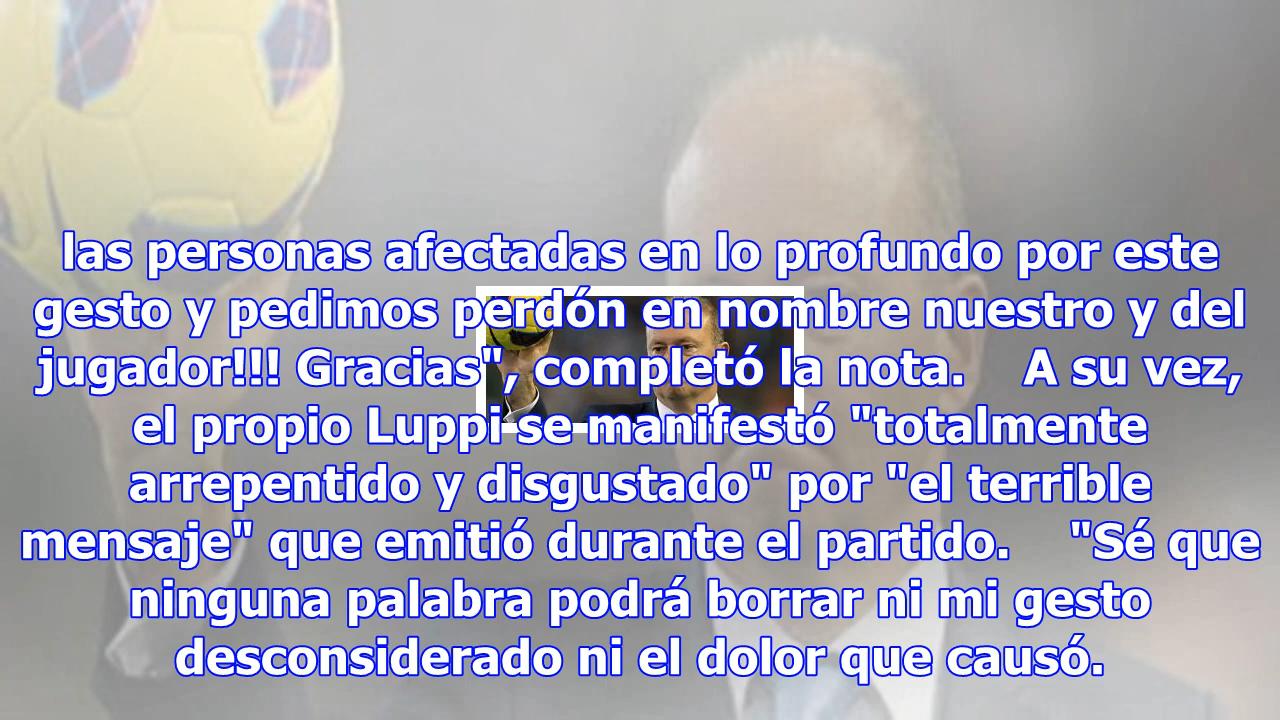 las personas afectadas en lo profundo por este
gesto y pedimos perdón en nombre nuestro y del
jugador!!! Gracias", completó la nota.    A su vez,
el propio Luppi se manifestó "totalmente
arrepentido y disgustado" por "el terrible
mensaje" que emitió durante el partido.    "Sé que
ninguna palabra podrá borrar ni mi gesto
desconsiderado ni el dolor que causó.